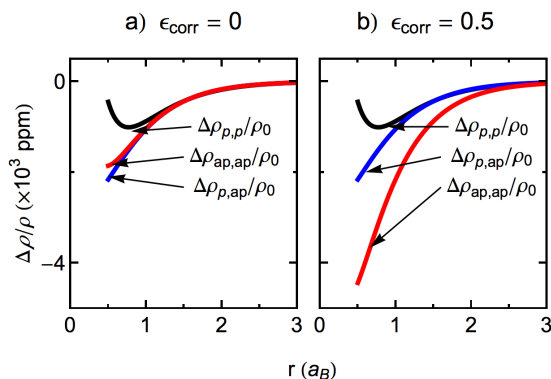 a) ϵcorr = 0
b) ϵcorr = 0.5
Δρ/ρ (×10³ ppm)
0
−4
Δρp,p/ρ0
Δρap,ap/ρ0
Δρp,ap/ρ0
Δρp,p/ρ0
Δρp,ap/ρ0
Δρap,ap/ρ0
0 1 2 3
0 1 2 3
r (aB)
r (aB)